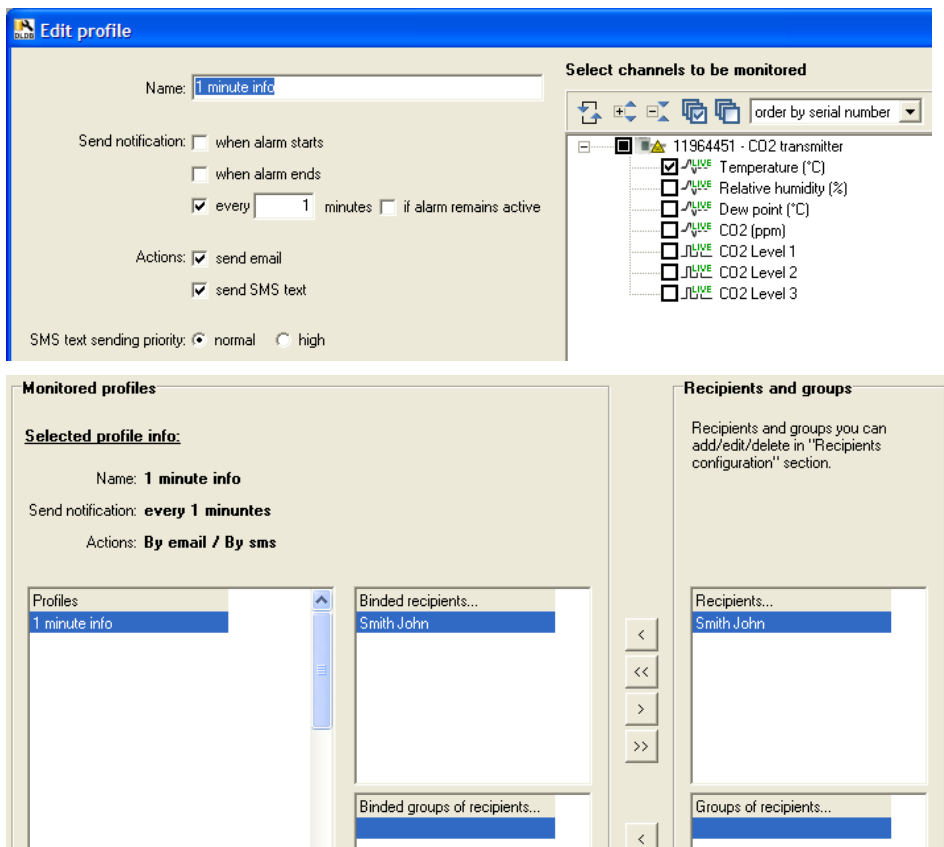 DLDB
Edit profile
Name: 1 minute info
Send notification: when alarm starts
when alarm ends
every 1 minutes if alarm remains active
Actions: send email
send SMS text
SMS text sending priority: normal high
Select channels to be monitored
order by serial number
11964451 - CO2 transmitter
LIVE Temperature (°C)
LIVE Relative humidity (%)
LIVE Dew point (°C)
LIVE CO2 (ppm)
LIVE CO2 Level 1
LIVE CO2 Level 2
LIVE CO2 Level 3
Monitored profiles
Selected profile info:
Name: 1 minute info
Send notification: every 1 minuntes
Actions: By email / By sms
Profiles
1 minute info
Binded recipients...
Smith John
Binded groups of recipients...
<
<<
>
>>
<
Recipients and groups
Recipients and groups you can
add/edit/delete in "Recipients
configuration" section.
Recipients...
Smith John
Groups of recipients...